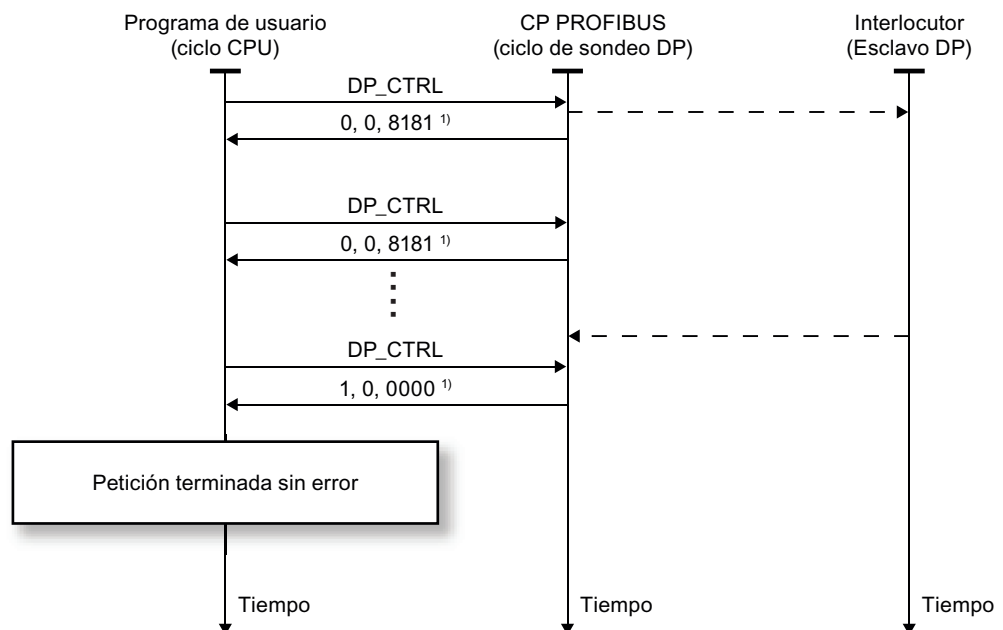 Programa de usuario
(ciclo CPU)
CP PROFIBUS
(ciclo de sondeo DP)
Interlocutor
(Esclavo DP)
DP_CTRL
0, 0, 8181 1)
DP_CTRL
0, 0, 8181 1)
DP_CTRL
1, 0, 0000 1)
Petición terminada sin error
Tiempo
Tiempo
Tiempo